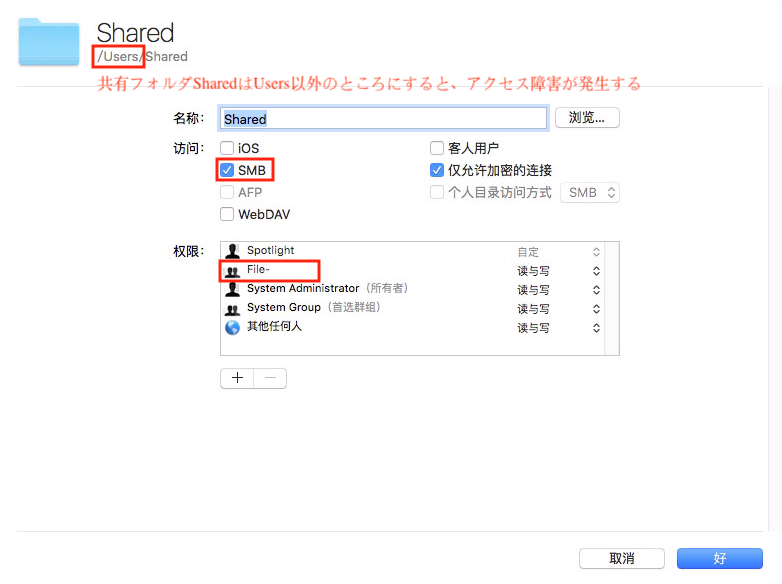 Shared
/Users/Shared
共有フォルダSharedはUsers以外のところにすると、アクセス障害が発生する
名称： Shared 浏览...
访问： iOS 客人用户
SMB 仅允许加密的连接
AFP 个人目录访问方式 SMB
WebDAV
权限： Spotlight 自定
File- 读与写
System Administrator（所有者） 读与写
System Group（首选群组） 读与写
其他任何人 读与写
+ —
取消 好